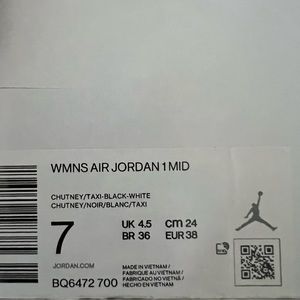 WMNS AIR JORDAN 1 MID
CHUTNEY/TAXI-BLACK-WHITE
CHUTNEY/NOIR/BLANC/TAXI
7
UK 4.5 CM 24
BR 36 EUR 38
JORDAN.COM
BQ6472 700
MADE IN VIETNAM /
FABRIQUÉ AU VIETNAM /
FABRICADO EN VIETNAM /
PRODUZIDO NO VIETNÃ